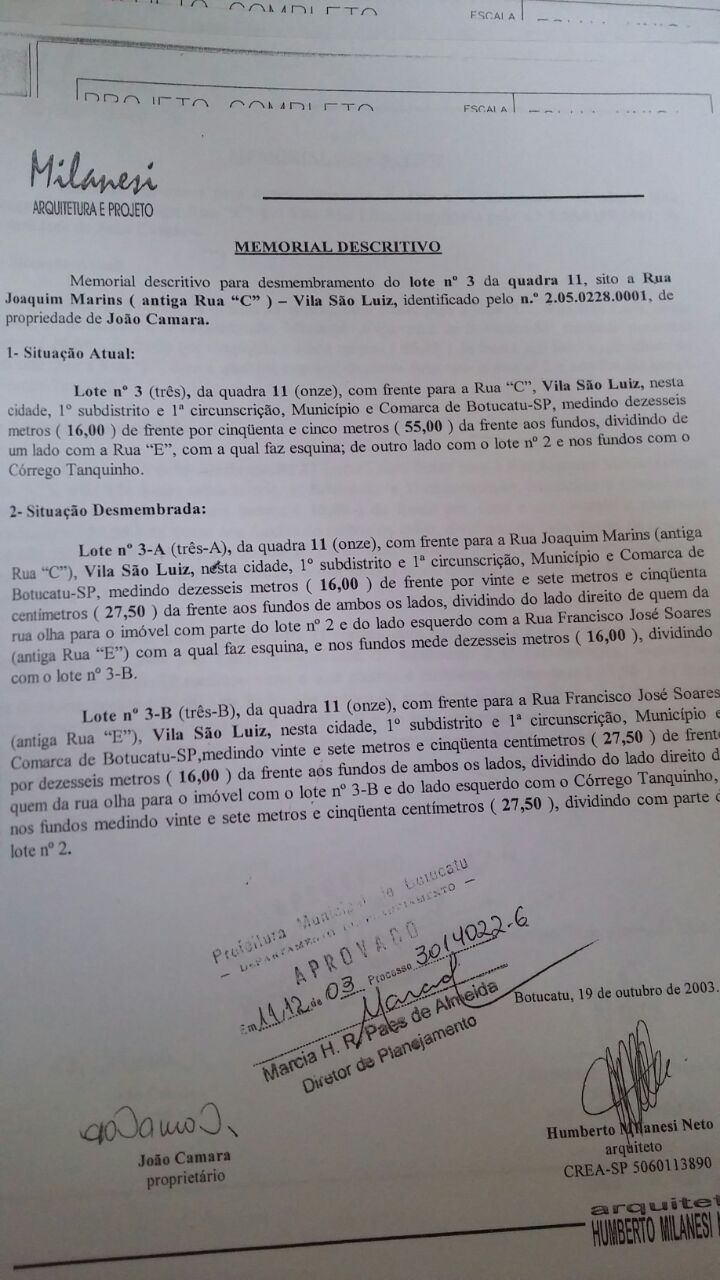 ESCALA
PROJETO COMPLETO
ESCALA
Milanesi
ARQUITETURA E PROJETO
MEMORIAL DESCRITIVO
Memorial descritivo para desmembramento do lote nº 3 da quadra 11, sito a Rua
Joaquim Marins ( antiga Rua “C” ) – Vila São Luiz, identificado pelo n.º 2.05.0228.0001, de
propriedade de João Camara.
1- Situação Atual:
Lote nº 3 (três), da quadra 11 (onze), com frente para a Rua “C”, Vila São Luiz, nesta
cidade, 1º subdistrito e 1ª circunscrição, Município e Comarca de Botucatu-SP, medindo dezesseis
metros ( 16,00 ) de frente por cinqüenta e cinco metros ( 55,00 ) da frente aos fundos, dividindo de
um lado com a Rua “E”, com a qual faz esquina; de outro lado com o lote nº 2 e nos fundos com o
Córrego Tanquinho.
2- Situação Desmembrada:
Lote nº 3-A (três-A), da quadra 11 (onze), com frente para a Rua Joaquim Marins (antiga
Rua “C”), Vila São Luiz, nesta cidade, 1º subdistrito e 1ª circunscrição, Município e Comarca de
Botucatu-SP, medindo dezesseis metros ( 16,00 ) de frente por vinte e sete metros e cinqüenta
centímetros ( 27,50 ) da frente aos fundos de ambos os lados, dividindo do lado direito de quem da
rua olha para o imóvel com parte do lote nº 2 e do lado esquerdo com a Rua Francisco José Soares
(antiga Rua “E”) com a qual faz esquina, e nos fundos mede dezesseis metros ( 16,00 ), dividindo
com o lote nº 3-B.
Lote nº 3-B (três-B), da quadra 11 (onze), com frente para a Rua Francisco José Soares
(antiga Rua “E”), Vila São Luiz, nesta cidade, 1º subdistrito e 1ª circunscrição, Município e
Comarca de Botucatu-SP,medindo vinte e sete metros e cinqüenta centímetros ( 27,50 ) de frente
por dezesseis metros ( 16,00 ) da frente aos fundos de ambos os lados, dividindo do lado direito d
quem da rua olha para o imóvel com o lote nº 3-B e do lado esquerdo com o Córrego Tanquinho,
nos fundos medindo vinte e sete metros e cinqüenta centímetros ( 27,50 ), dividindo com parte d
lote nº 2.
Prefeitura Municipal de Botucatu
— DEPARTAMENTO DE PLANEJAMENTO —
APROVADO
Em 11/12 de 03 Processo 3014022-6
Marcia H. R. Paes de Almeida
Diretor de Planejamento
Botucatu, 19 de outubro de 2003.
João Camara
proprietário
Humberto Milanesi Neto
arquiteto
CREA-SP 5060113890
arquitet
HUMBERTO MILANESI